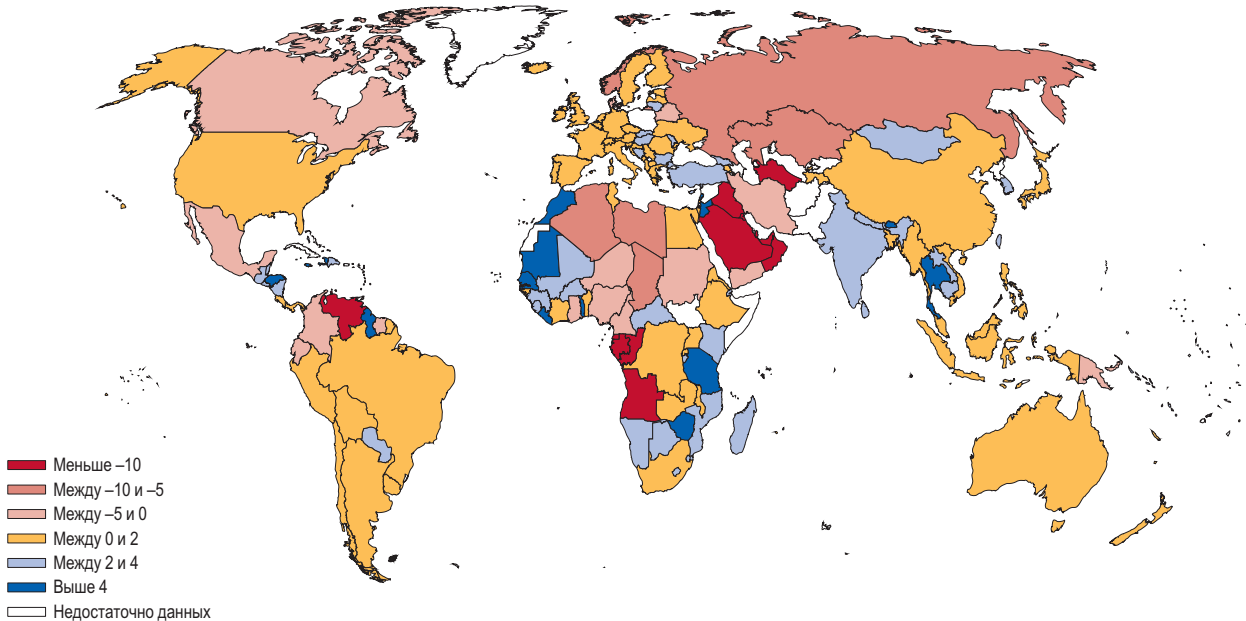 Меньше –10
Между –10 и –5
Между –5 и 0
Между 0 и 2
Между 2 и 4
Выше 4
Недостаточно данных